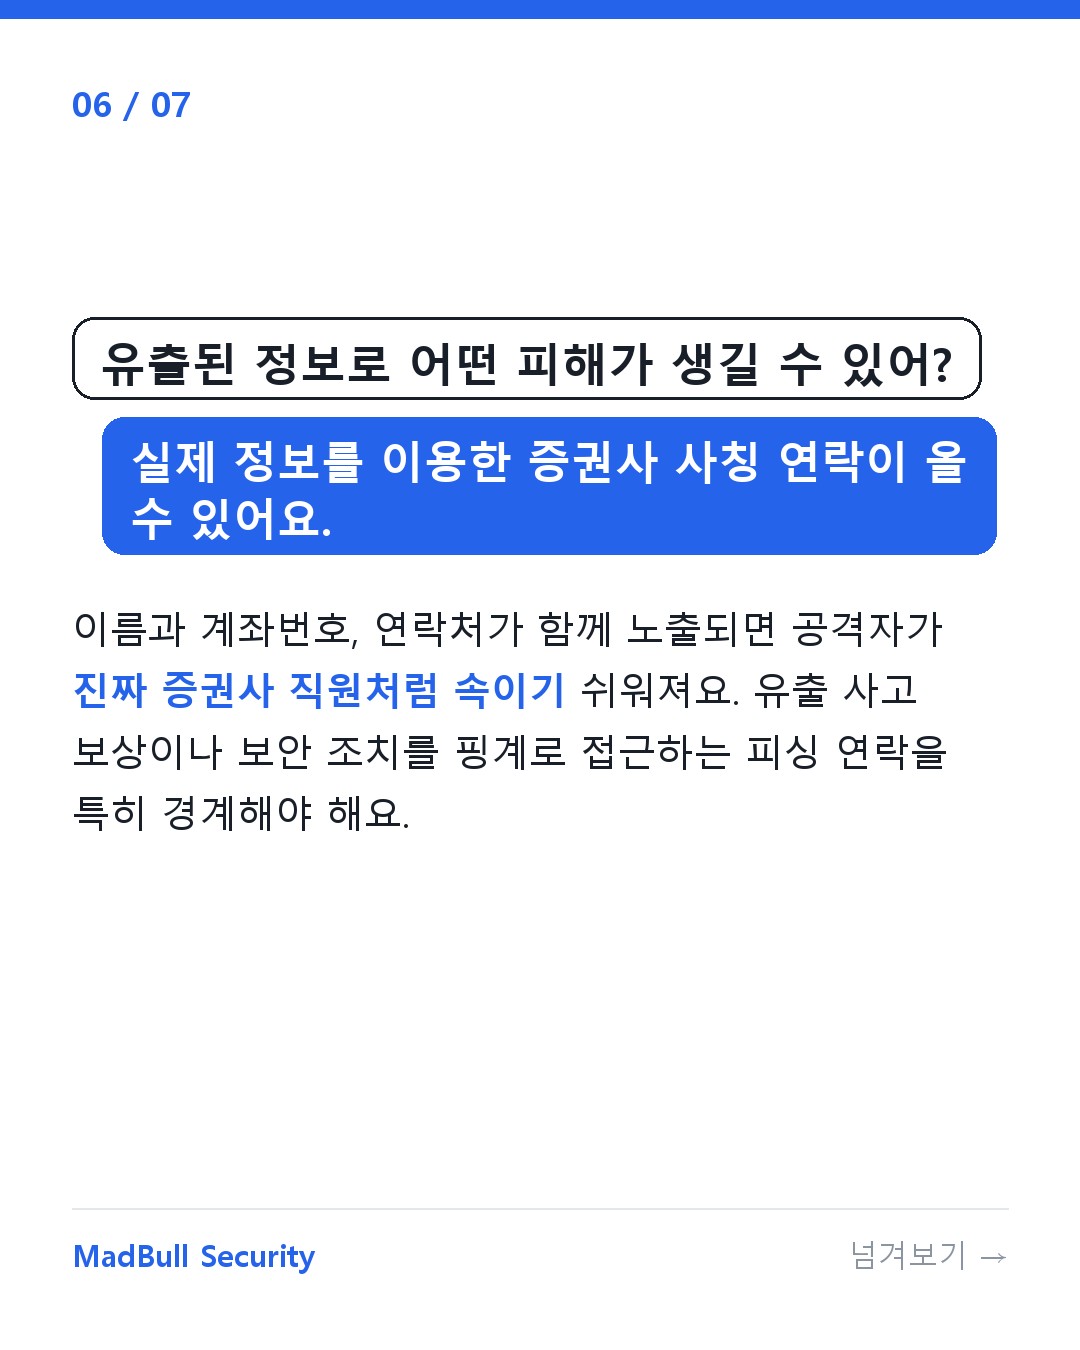 06 / 07
유출된 정보로 어떤 피해가 생길 수 있어?
실제 정보를 이용한 증권사 사칭 연락이 올
수 있어요.
이름과 계좌번호, 연락처가 함께 노출되면 공격자가
진짜 증권사 직원처럼 속이기 쉬워져요. 유출 사고
보상이나 보안 조치를 핑계로 접근하는 피싱 연락을
특히 경계해야 해요.
MadBull Security
넘겨보기 →